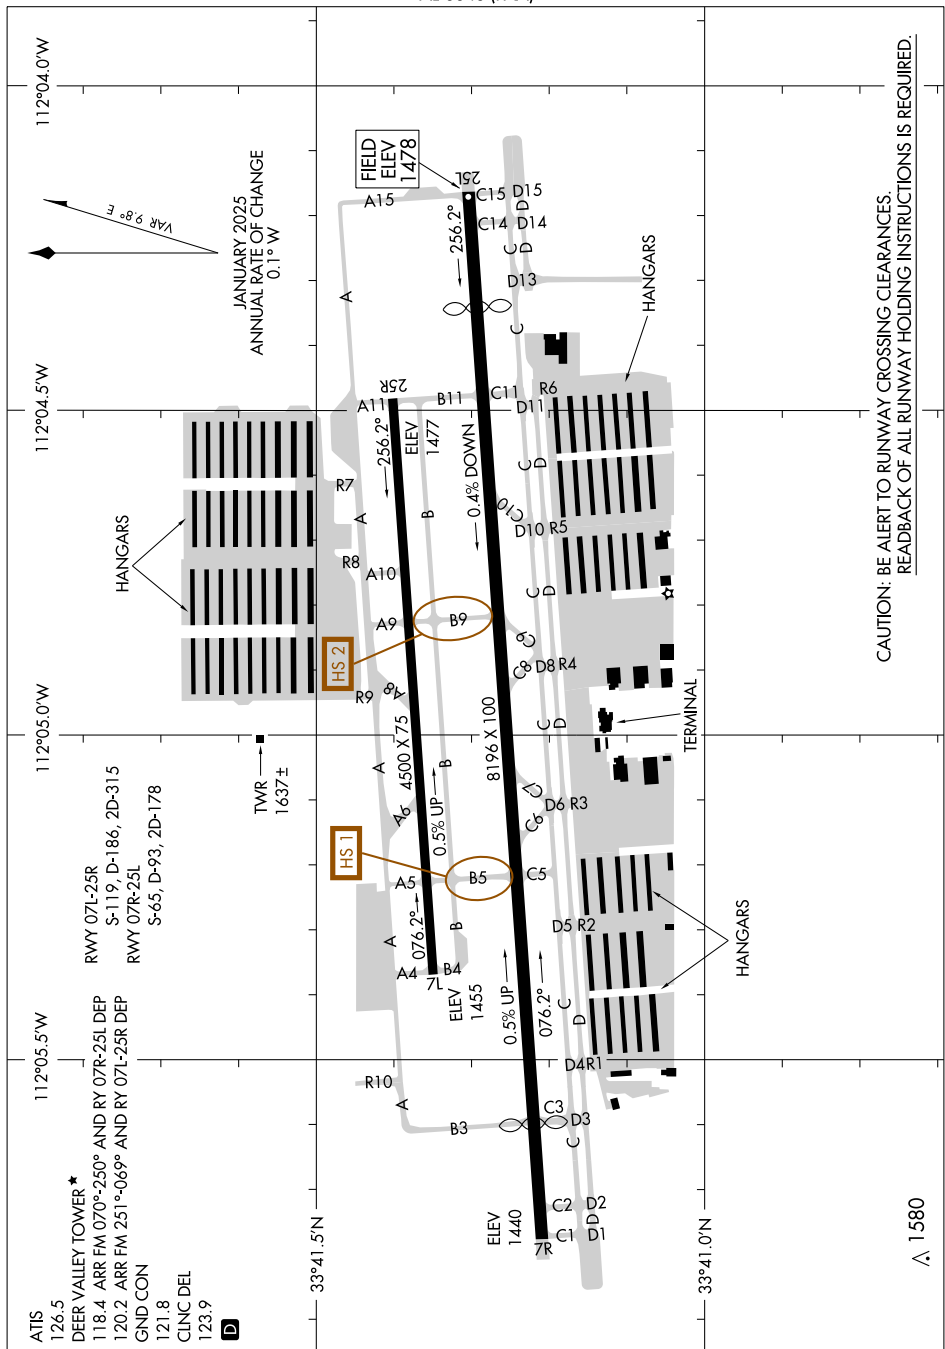 ATIS
126.5
DEER VALLEY TOWER★
118.4 ARR FM 070°-250° AND RY 07R-25L DEP
120.2 ARR FM 251°-069° AND RY 07L-25R DEP
GND CON
121.8
CLNC DEL
123.9
D
RWY 07L-25R
S-119, D-186, 2D-315
RWY 07R-25L
S-65, D-93, 2D-178
TWR
1637±
HANGARS
JANUARY 2025
ANNUAL RATE OF CHANGE
0.1° W
VAR 9.8° E
112°05.5'W
112°05.0'W
112°04.5'W
112°04.0'W
33°41.5'N
33°41.0'N
FIELD
ELEV
1478
HS 1
HS 2
R10
R9
R8
R7
A
A
A
A
A
A4
A5
A6
A8
A9
A10
A11
A15
7L
076.2°
4500 X 75
256.2°
25R
ELEV
1455
0.5% UP
ELEV
1477
B
B
B
B3
B4
B5
B9
B11
ELEV
1440
7R
0.5% UP
076.2°
8196 X 100
0.4% DOWN
256.2°
25L
C1
C2
C3
C5
C6
C7
C8
C9
C10
C11
C14
C15
C
C
C
C
C
C
C
D
D
D
D
D
D
D
D1
D2
D3
D4
R1
D5
R2
D6
R3
D8
R4
D10
R5
D11
R6
D13
D14
D15
HANGARS
TERMINAL
HANGARS
1580
CAUTION: BE ALERT TO RUNWAY CROSSING CLEARANCES.
READBACK OF ALL RUNWAY HOLDING INSTRUCTIONS IS REQUIRED.